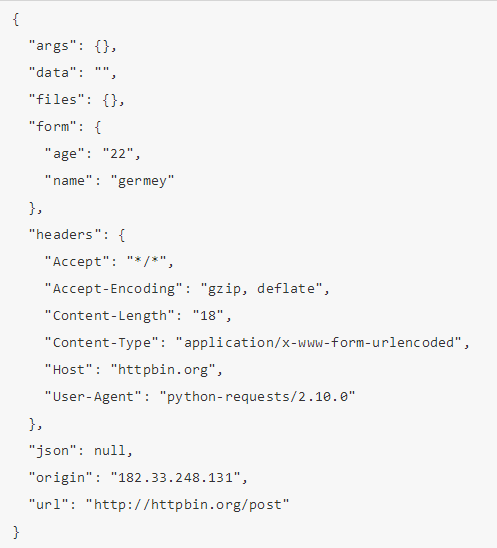 {
  "args": {},
  "data": "",
  "files": {},
  "form": {
    "age": "22",
    "name": "germey"
  },
  "headers": {
    "Accept": "*/*",
    "Accept-Encoding": "gzip, deflate",
    "Content-Length": "18",
    "Content-Type": "application/x-www-form-urlencoded",
    "Host": "httpbin.org",
    "User-Agent": "python-requests/2.10.0"
  },
  "json": null,
  "origin": "182.33.248.131",
  "url": "http://httpbin.org/post"
}